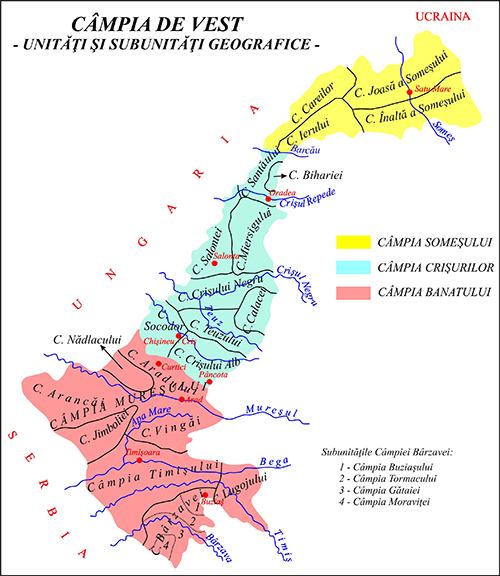 CÂMPIA DE VEST
- UNITĂŢI ŞI SUBUNITĂŢI GEOGRAFICE -
UCRAINA
UNGARIA
SERBIA
C. Careilor
C. Joasă a Someşului
Satu Mare
C. Înaltă a Someşului
C. Ierului
Someş
Barcău
C. Santăului
C. Bihariei
Oradea
Crişul Repede
C. Miersigului
C. Salontei
Salonta
CÂMPIA SOMEŞULUI
CÂMPIA CRIŞURILOR
CÂMPIA BANATULUI
C. Crişului Negru
Crişul Negru
Teuz
C. Calacei
Socodor
C. Teuzului
Chişineu Criş
C. Nădlacului
C. Crişului Alb
Curtici
Pâncota
C. Aradului
C. Arancăi
CÂMPIA MUREŞULUI
Arad
Mureşul
C. Jimboliei
Apa Mare
C. Vingăi
Timişoara
Bega
Câmpia Timişului
C. Lugojului
Buziaş
C. Bârzavei
1
2
3
4
Bârzava
Timiş
Subunităţile Câmpiei Bârzavei:
1 - Câmpia Buziaşului
2 - Câmpia Tormacului
3 - Câmpia Gătaiei
4 - Câmpia Moraviţei